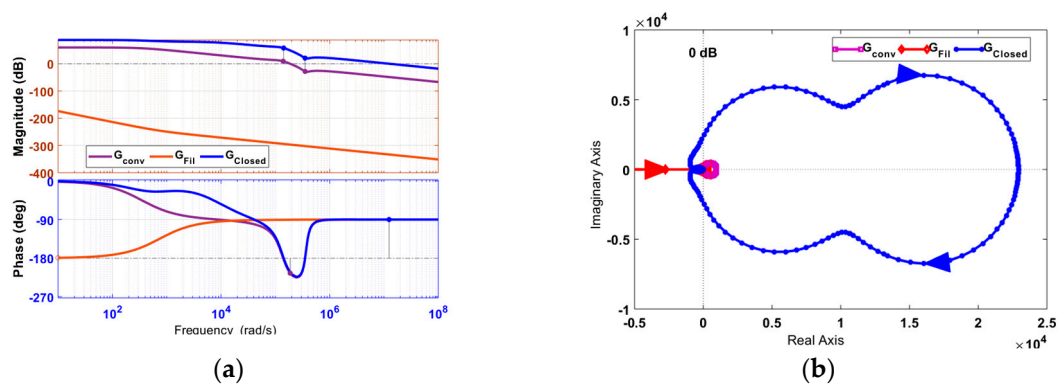 Magnitude (dB)
0
-100
-200
-300
-400
G_conv G_Fil G_Closed
Phase (deg)
0
-90
-180
-270
10^2 10^4 10^6 10^8
Frequency (rad/s)
(a)
×10^4
1
0.5
0
-0.5
-1
Imaginary Axis
0 dB
G_conv G_Fil G_Closed
-0.5 0 0.5 1 1.5 2 2.5
Real Axis
×10^4
(b)